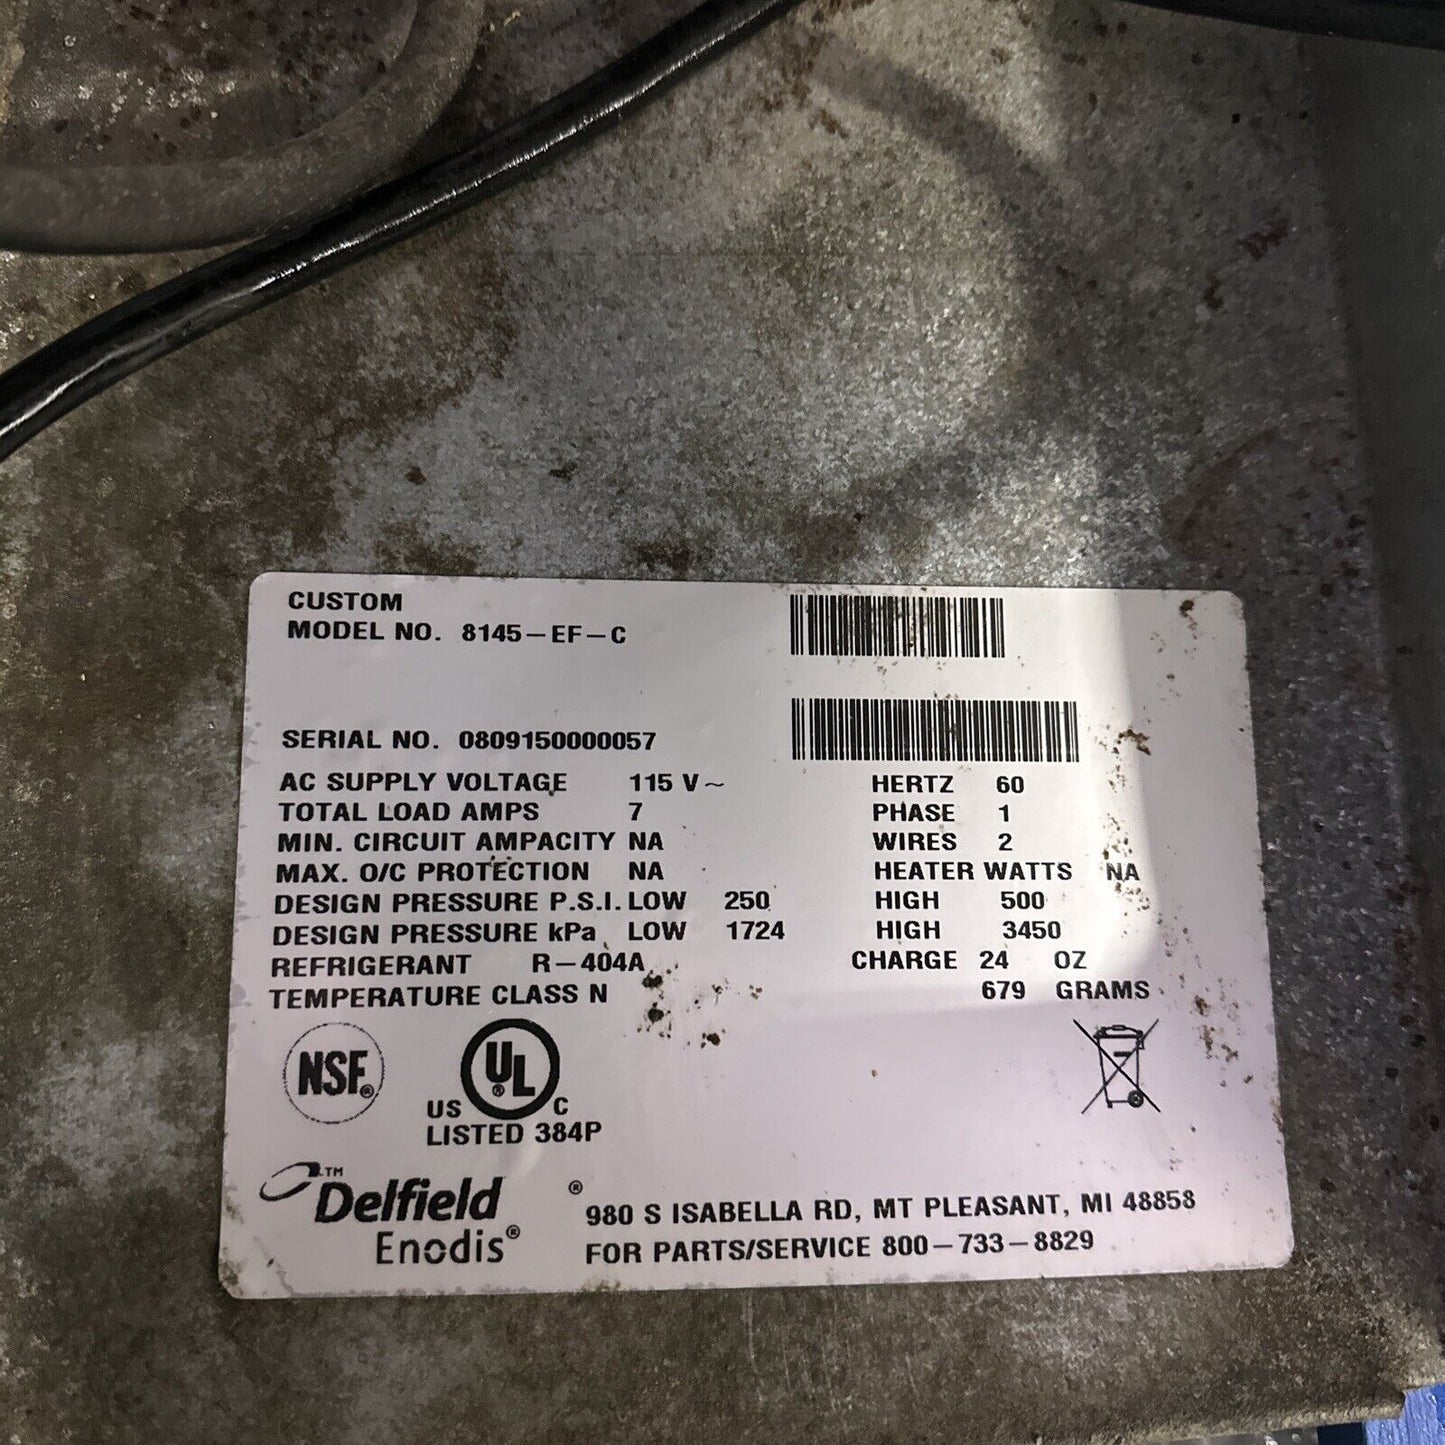 CUSTOM
MODEL NO. 8145-EF-C
SERIAL NO. 0809150000057
AC SUPPLY VOLTAGE 115 V~ HERTZ 60
TOTAL LOAD AMPS 7 PHASE 1
MIN. CIRCUIT AMPACITY NA WIRES 2
MAX. O/C PROTECTION NA HEATER WATTS NA
DESIGN PRESSURE P.S.I. LOW 250 HIGH 500
DESIGN PRESSURE kPa LOW 1724 HIGH 3450
REFRIGERANT R-404A CHARGE 24 OZ
TEMPERATURE CLASS N 679 GRAMS
NSF®
UL®
US C
LISTED 384P
™
Delfield ®
Enodis®
980 S ISABELLA RD, MT PLEASANT, MI 48858
FOR PARTS/SERVICE 800-733-8829